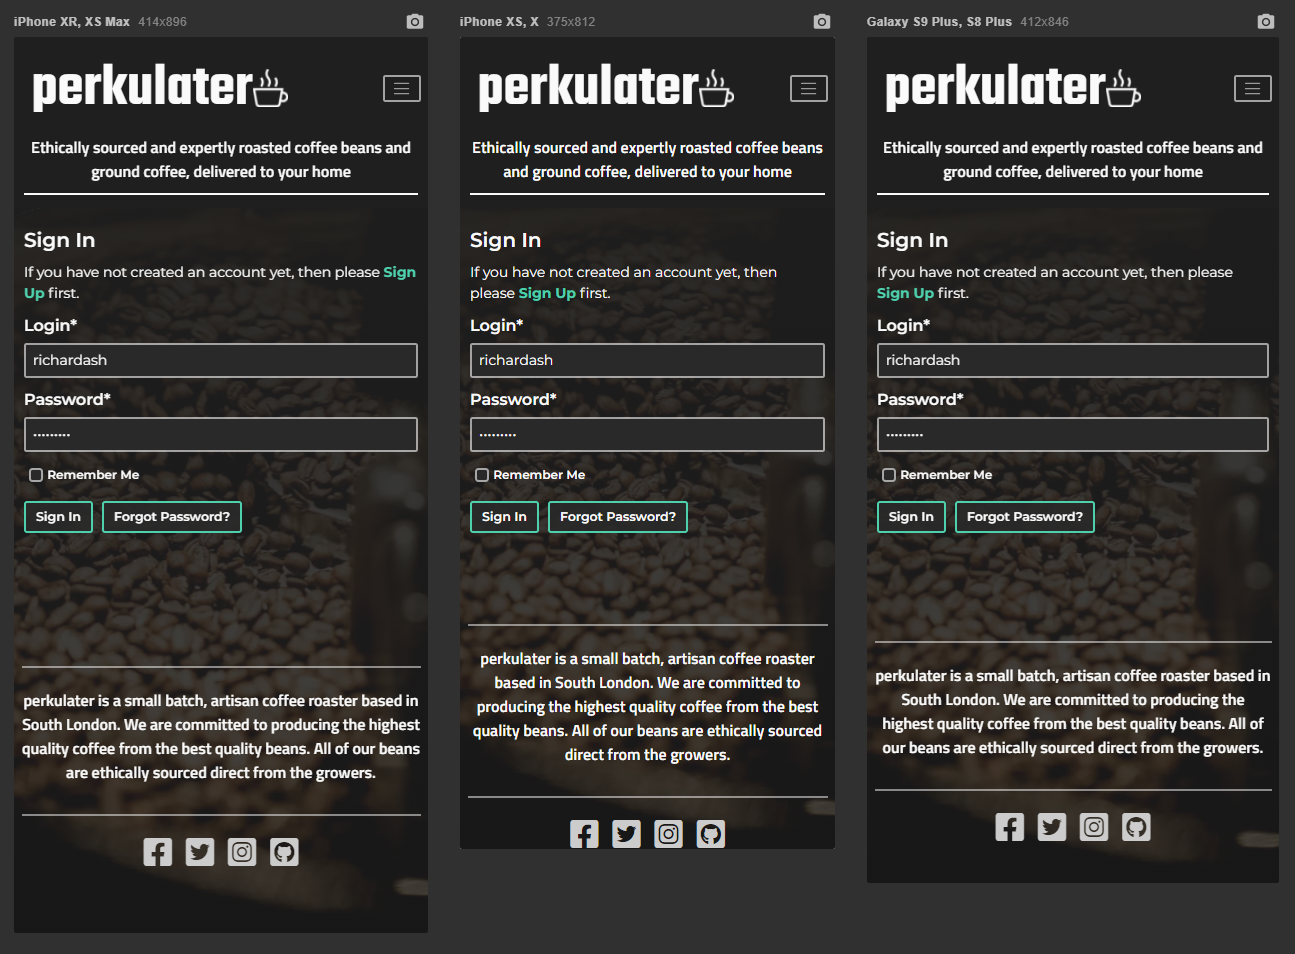 iPhone XR, XS Max 414x896
perkulater
Ethically sourced and expertly roasted coffee beans and
ground coffee, delivered to your home
Sign In
If you have not created an account yet, then please Sign
Up first.
Login*
richardash
Password*
•••••••••
Remember Me
Sign In Forgot Password?
perkulater is a small batch, artisan coffee roaster based in
South London. We are committed to producing the highest
quality coffee from the best quality beans. All of our beans
are ethically sourced direct from the growers.
iPhone XS, X 375x812
perkulater
Ethically sourced and expertly roasted coffee beans
and ground coffee, delivered to your home
Sign In
If you have not created an account yet, then
please Sign Up first.
Login*
richardash
Password*
•••••••••
Remember Me
Sign In Forgot Password?
perkulater is a small batch, artisan coffee roaster
based in South London. We are committed to
producing the highest quality coffee from the best
quality beans. All of our beans are ethically sourced
direct from the growers.
Galaxy S9 Plus, S8 Plus 412x846
perkulater
Ethically sourced and expertly roasted coffee beans and
ground coffee, delivered to your home
Sign In
If you have not created an account yet, then please
Sign Up first.
Login*
richardash
Password*
•••••••••
Remember Me
Sign In Forgot Password?
perkulater is a small batch, artisan coffee roaster based in
South London. We are committed to producing the
highest quality coffee from the best quality beans. All of
our beans are ethically sourced direct from the growers.